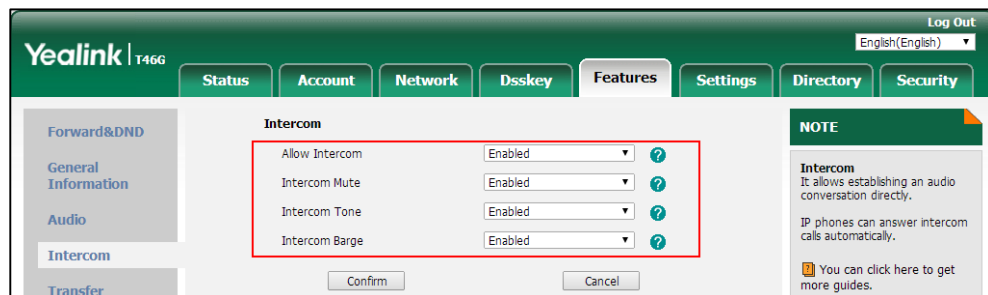 Log Out
Yealink T46G
English(English)
Status Account Network Dsskey Features Settings Directory Security
Forward&DND
General
Information
Audio
Intercom
Transfer
Intercom
Allow Intercom Enabled
Intercom Mute Enabled
Intercom Tone Enabled
Intercom Barge Enabled
Confirm Cancel
NOTE
Intercom
It allows establishing an audio
conversation directly.
IP phones can answer intercom
calls automatically.
You can click here to get
more guides.